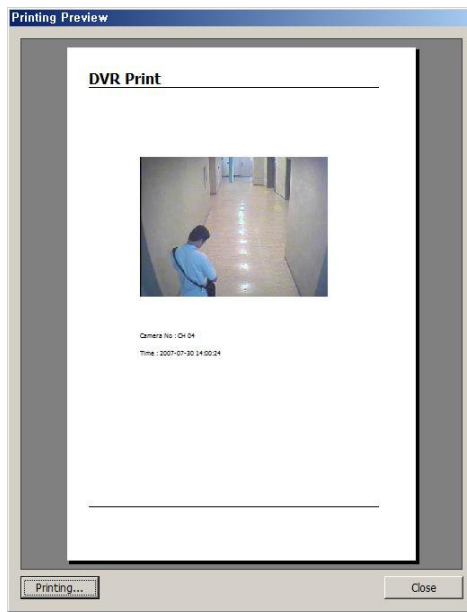 Printing Preview
DVR Print
Camera No : CH 04
Time : 2007-07-30 14:00:24
Printing...
Close